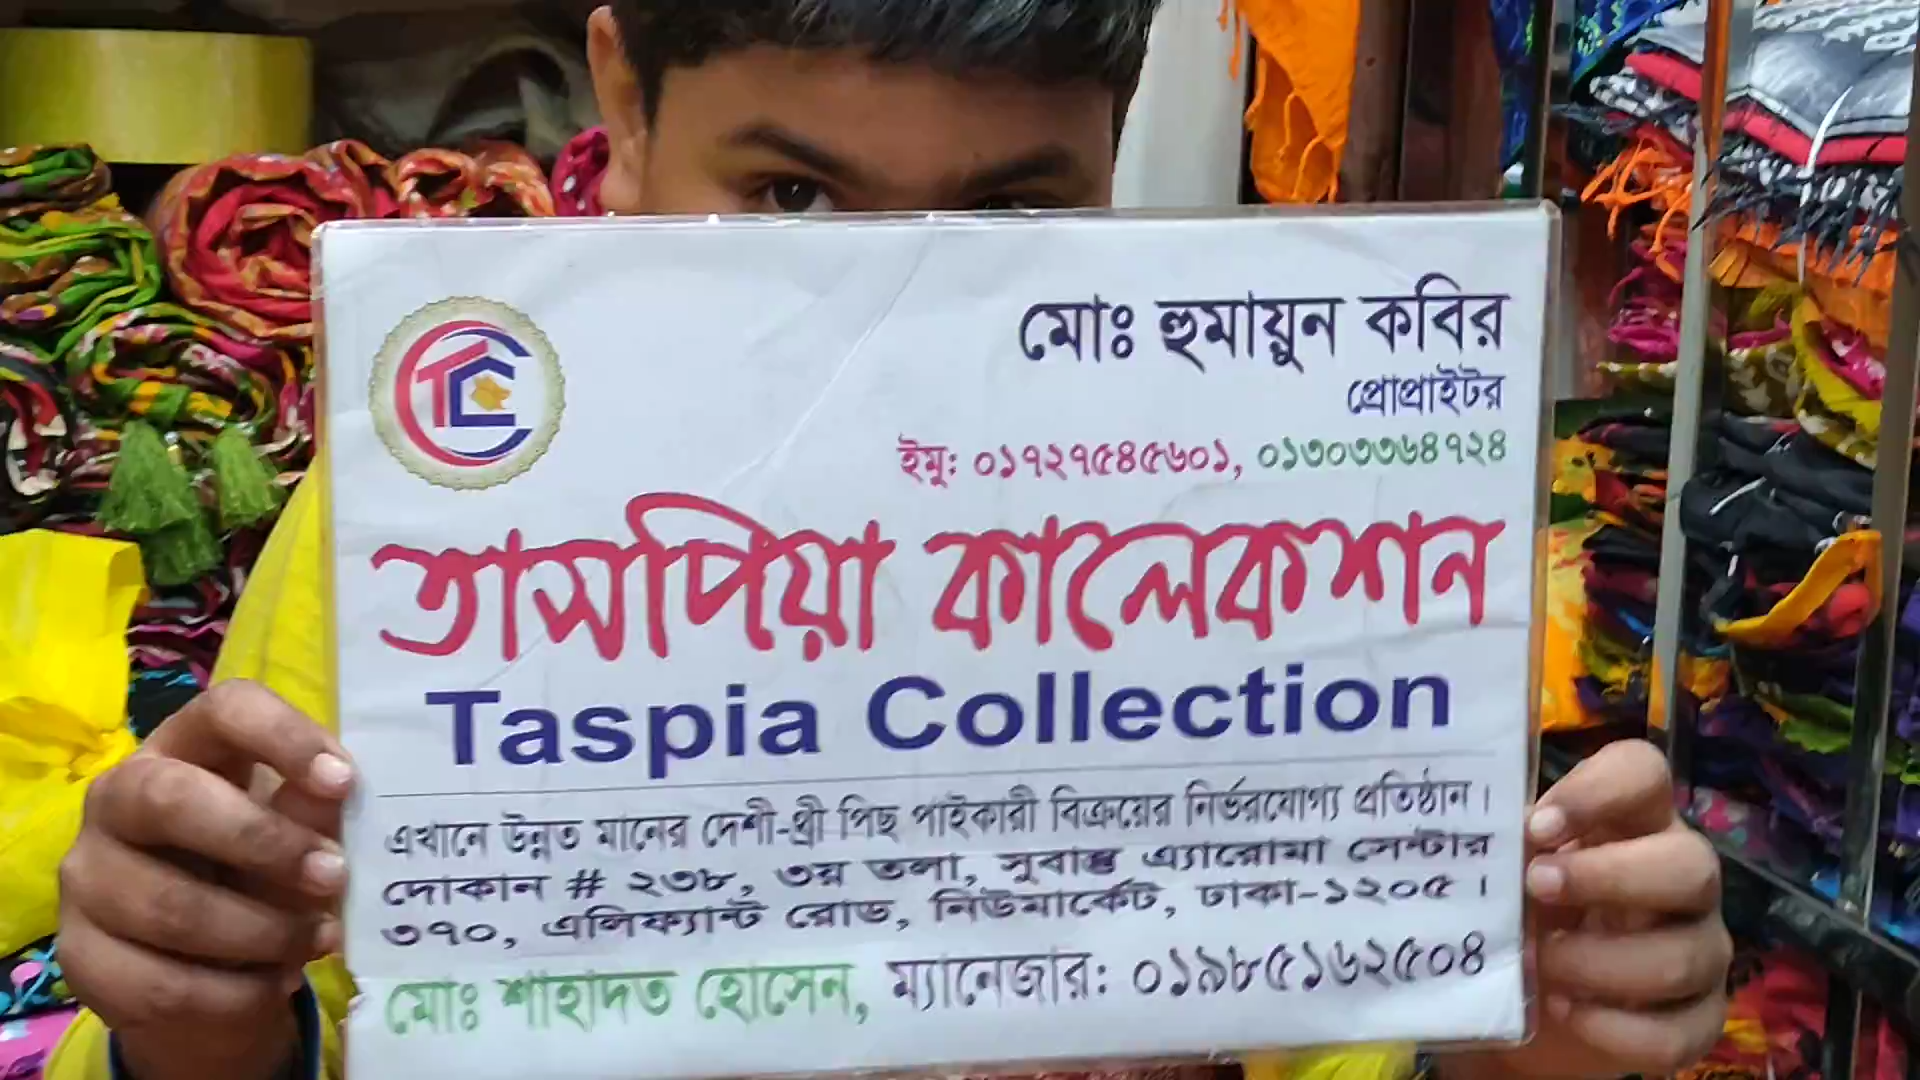 TC
মোঃ হুমায়ুন কবির
প্রোপ্রাইটর
ইমু: ০১৭২৭৫৪৫৬০১, ০১৩০৩৩৬৪৭২৪
তাসপিয়া কালেকশন
Taspia Collection
এখানে উন্নত মানের দেশী-থ্রী পিছ পাইকারী বিক্রয়ের নির্ভরযোগ্য প্রতিষ্ঠান।
দোকান # ২৩৮, ৩য় তলা, সুবাস্তু এ্যারোমা সেন্টার
৩৭০, এলিফ্যান্ট রোড, নিউমার্কেট, ঢাকা-১২০৫।
মোঃ শাহাদত হোসেন, ম্যানেজার: ০১৯৮৫১৬২৫০৪